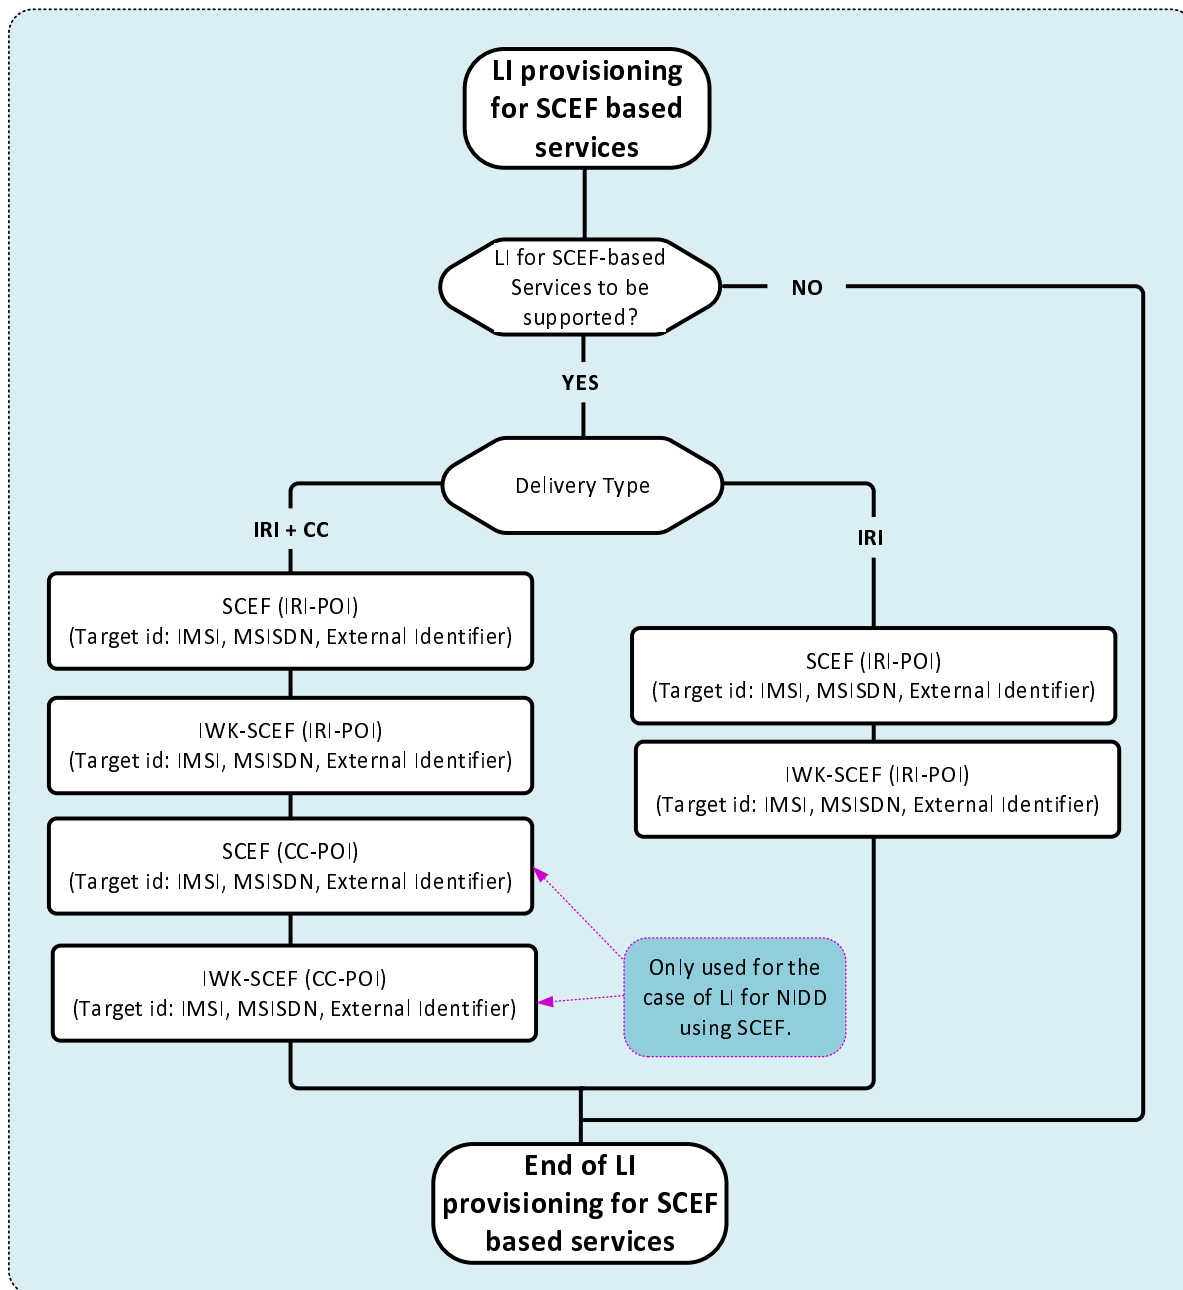 LI provisioning
for SCEF based
services
LI for SCEF-based
Services to be
supported?
NO
YES
Delivery Type
IRI + CC
IRI
SCEF (IRI-POI)
(Target id: IMSI, MSISDN, External Identifier)
IWK-SCEF (IRI-POI)
(Target id: IMSI, MSISDN, External Identifier)
SCEF (CC-POI)
(Target id: IMSI, MSISDN, External Identifier)
IWK-SCEF (CC-POI)
(Target id: IMSI, MSISDN, External Identifier)
SCEF (IRI-POI)
(Target id: IMSI, MSISDN, External Identifier)
IWK-SCEF (IRI-POI)
(Target id: IMSI, MSISDN, External Identifier)
Only used for the
case of LI for NIDD
using SCEF.
End of LI
provisioning for SCEF
based services